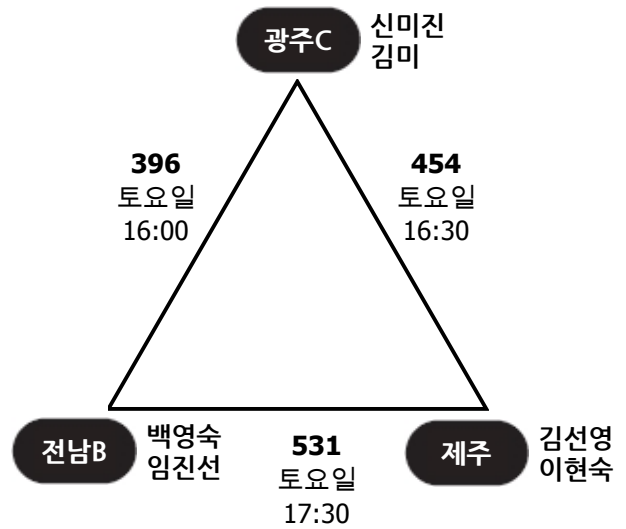 광주C
신미진
김미
396
토요일
16:00
454
토요일
16:30
전남B
백영숙
임진선
531
토요일
17:30
제주
김선영
이현숙